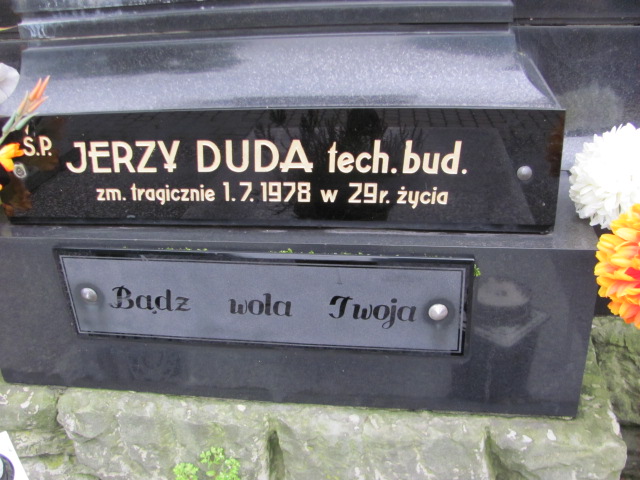 Ś.P. JERZY DUDA tech. bud.
zm. tragicznie 1.7.1978 w 29r. życia
Bądz wola Twoja